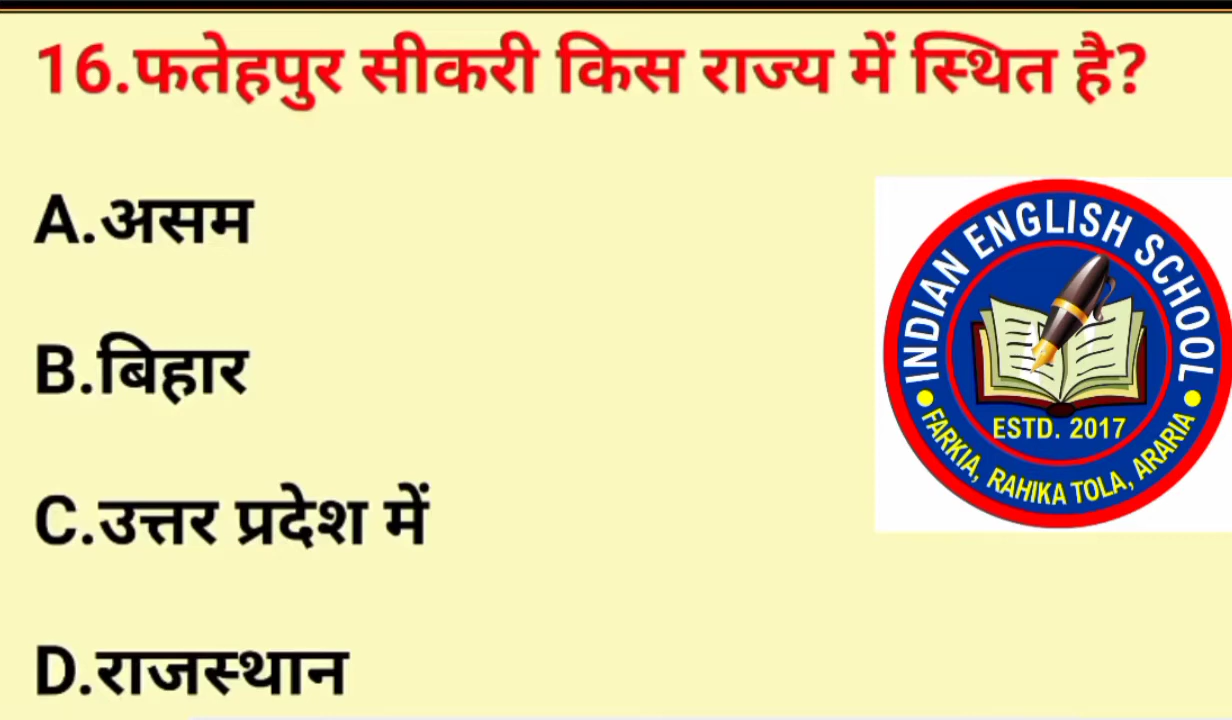 16.फतेहपुर सीकरी किस राज्य में स्थित है?
A.असम
B.बिहार
C.उत्तर प्रदेश में
D.राजस्थान
INDIAN ENGLISH SCHOOL
ESTD. 2017
FARKIA, RAHIKA TOLA, ARARIA